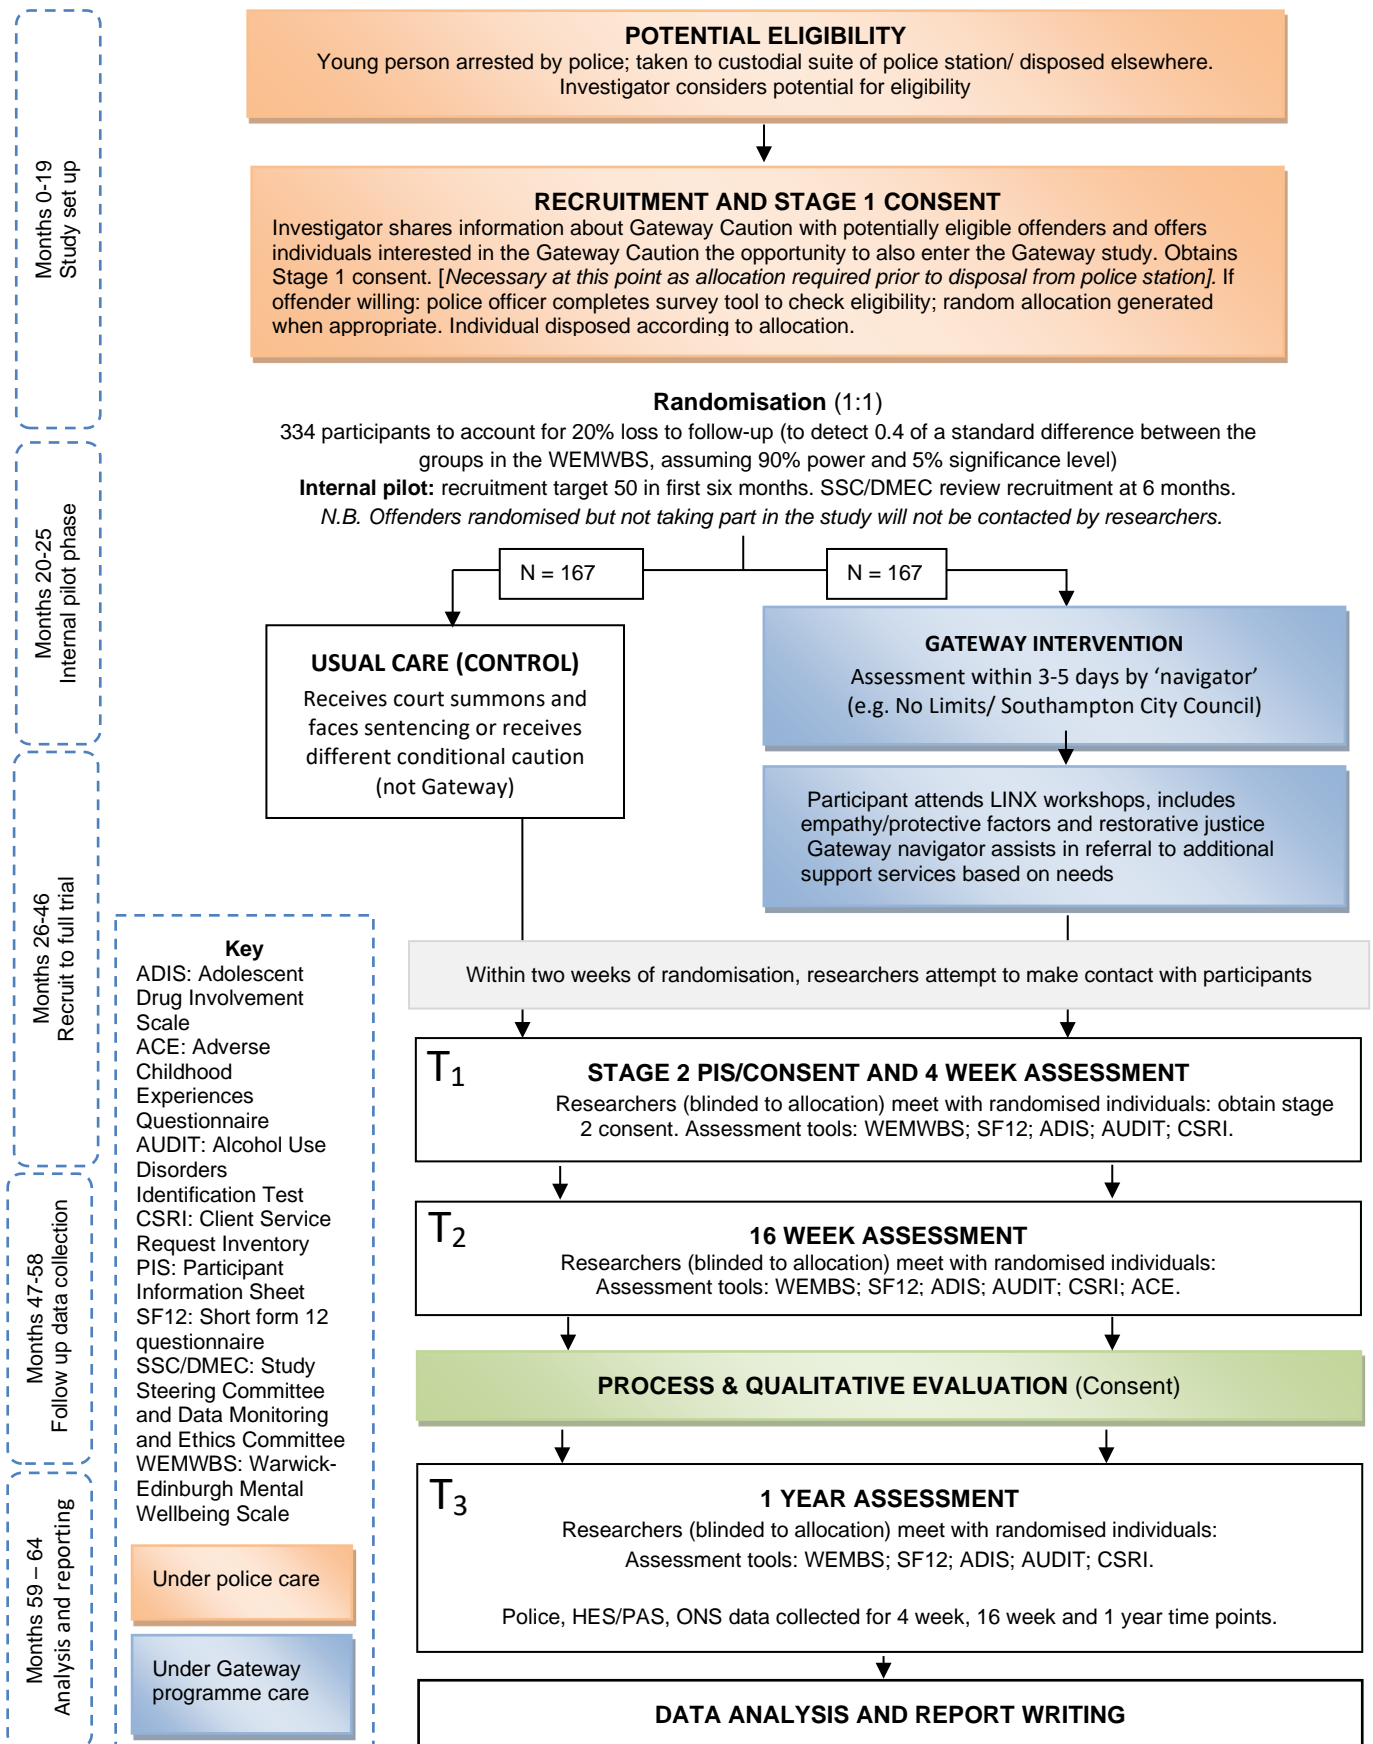 POTENTIAL ELIGIBILITY
Young person arrested by police; taken to custodial suite of police station/ disposed elsewhere.
Investigator considers potential for eligibility
RECRUITMENT AND STAGE 1 CONSENT
Investigator shares information about Gateway Caution with potentially eligible offenders and offers
individuals interested in the Gateway Caution the opportunity to also enter the Gateway study. Obtains
Stage 1 consent. [Necessary at this point as allocation required prior to disposal from police station]. If
offender willing: police officer completes survey tool to check eligibility; random allocation generated
when appropriate. Individual disposed according to allocation.
Months 0-19
Study set up
Randomisation (1:1)
334 participants to account for 20% loss to follow-up (to detect 0.4 of a standard difference between the
groups in the WEMWBS, assuming 90% power and 5% significance level)
Internal pilot: recruitment target 50 in first six months. SSC/DMEC review recruitment at 6 months.
N.B. Offenders randomised but not taking part in the study will not be contacted by researchers.
Months 20-25
Internal pilot phase
N = 167
N = 167
USUAL CARE (CONTROL)
Receives court summons and
faces sentencing or receives
different conditional caution
(not Gateway)
GATEWAY INTERVENTION
Assessment within 3-5 days by ‘navigator’
(e.g. No Limits/ Southampton City Council)
Participant attends LINX workshops, includes
empathy/protective factors and restorative justice
Gateway navigator assists in referral to additional
support services based on needs
Months 26-46
Recruit to full trial
Within two weeks of randomisation, researchers attempt to make contact with participants
T1
STAGE 2 PIS/CONSENT AND 4 WEEK ASSESSMENT
Researchers (blinded to allocation) meet with randomised individuals: obtain stage
2 consent. Assessment tools: WEMWBS; SF12; ADIS; AUDIT; CSRI.
T2
16 WEEK ASSESSMENT
Researchers (blinded to allocation) meet with randomised individuals:
Assessment tools: WEMBS; SF12; ADIS; AUDIT; CSRI; ACE.
Months 47-58
Follow up data collection
PROCESS & QUALITATIVE EVALUATION (Consent)
T3
1 YEAR ASSESSMENT
Researchers (blinded to allocation) meet with randomised individuals:
Assessment tools: WEMBS; SF12; ADIS; AUDIT; CSRI.
Police, HES/PAS, ONS data collected for 4 week, 16 week and 1 year time points.
Months 59 – 64
Analysis and reporting
DATA ANALYSIS AND REPORT WRITING
Key
ADIS: Adolescent
Drug Involvement
Scale
ACE: Adverse
Childhood
Experiences
Questionnaire
AUDIT: Alcohol Use
Disorders
Identification Test
CSRI: Client Service
Request Inventory
PIS: Participant
Information Sheet
SF12: Short form 12
questionnaire
SSC/DMEC: Study
Steering Committee
and Data Monitoring
and Ethics Committee
WEMWBS: Warwick-
Edinburgh Mental
Wellbeing Scale
Under police care
Under Gateway
programme care